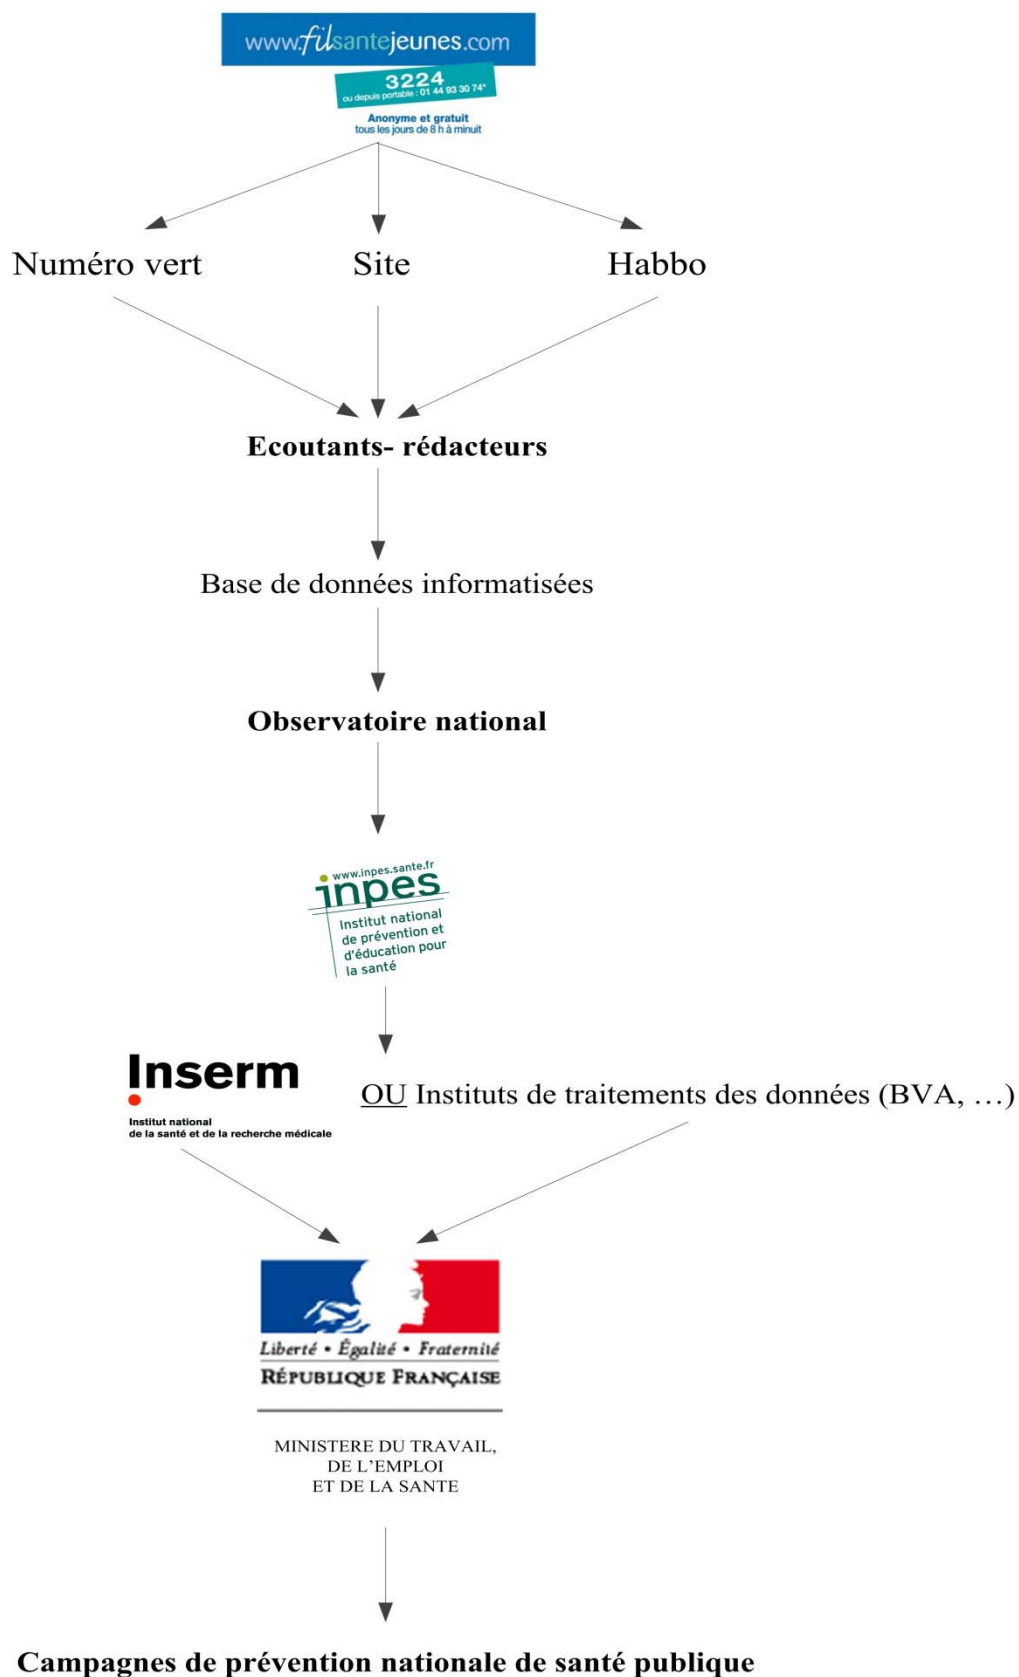 www.filsantejeunes.com
3224
ou depuis portable : 01 44 93 30 74*
Anonyme et gratuit
tous les jours de 8 h à minuit
Numéro vert
Site
Habbo
Ecoutants- rédacteurs
Base de données informatisées
Observatoire national
www.inpes.sante.fr
inpes
Institut national
de prévention et
d'éducation pour
la santé
Inserm
Institut national
de la santé et de la recherche médicale
OU Instituts de traitements des données (BVA, …)
Liberté • Égalité • Fraternité
RÉPUBLIQUE FRANÇAISE
MINISTERE DU TRAVAIL,
DE L'EMPLOI
ET DE LA SANTE
Campagnes de prévention nationale de santé publique